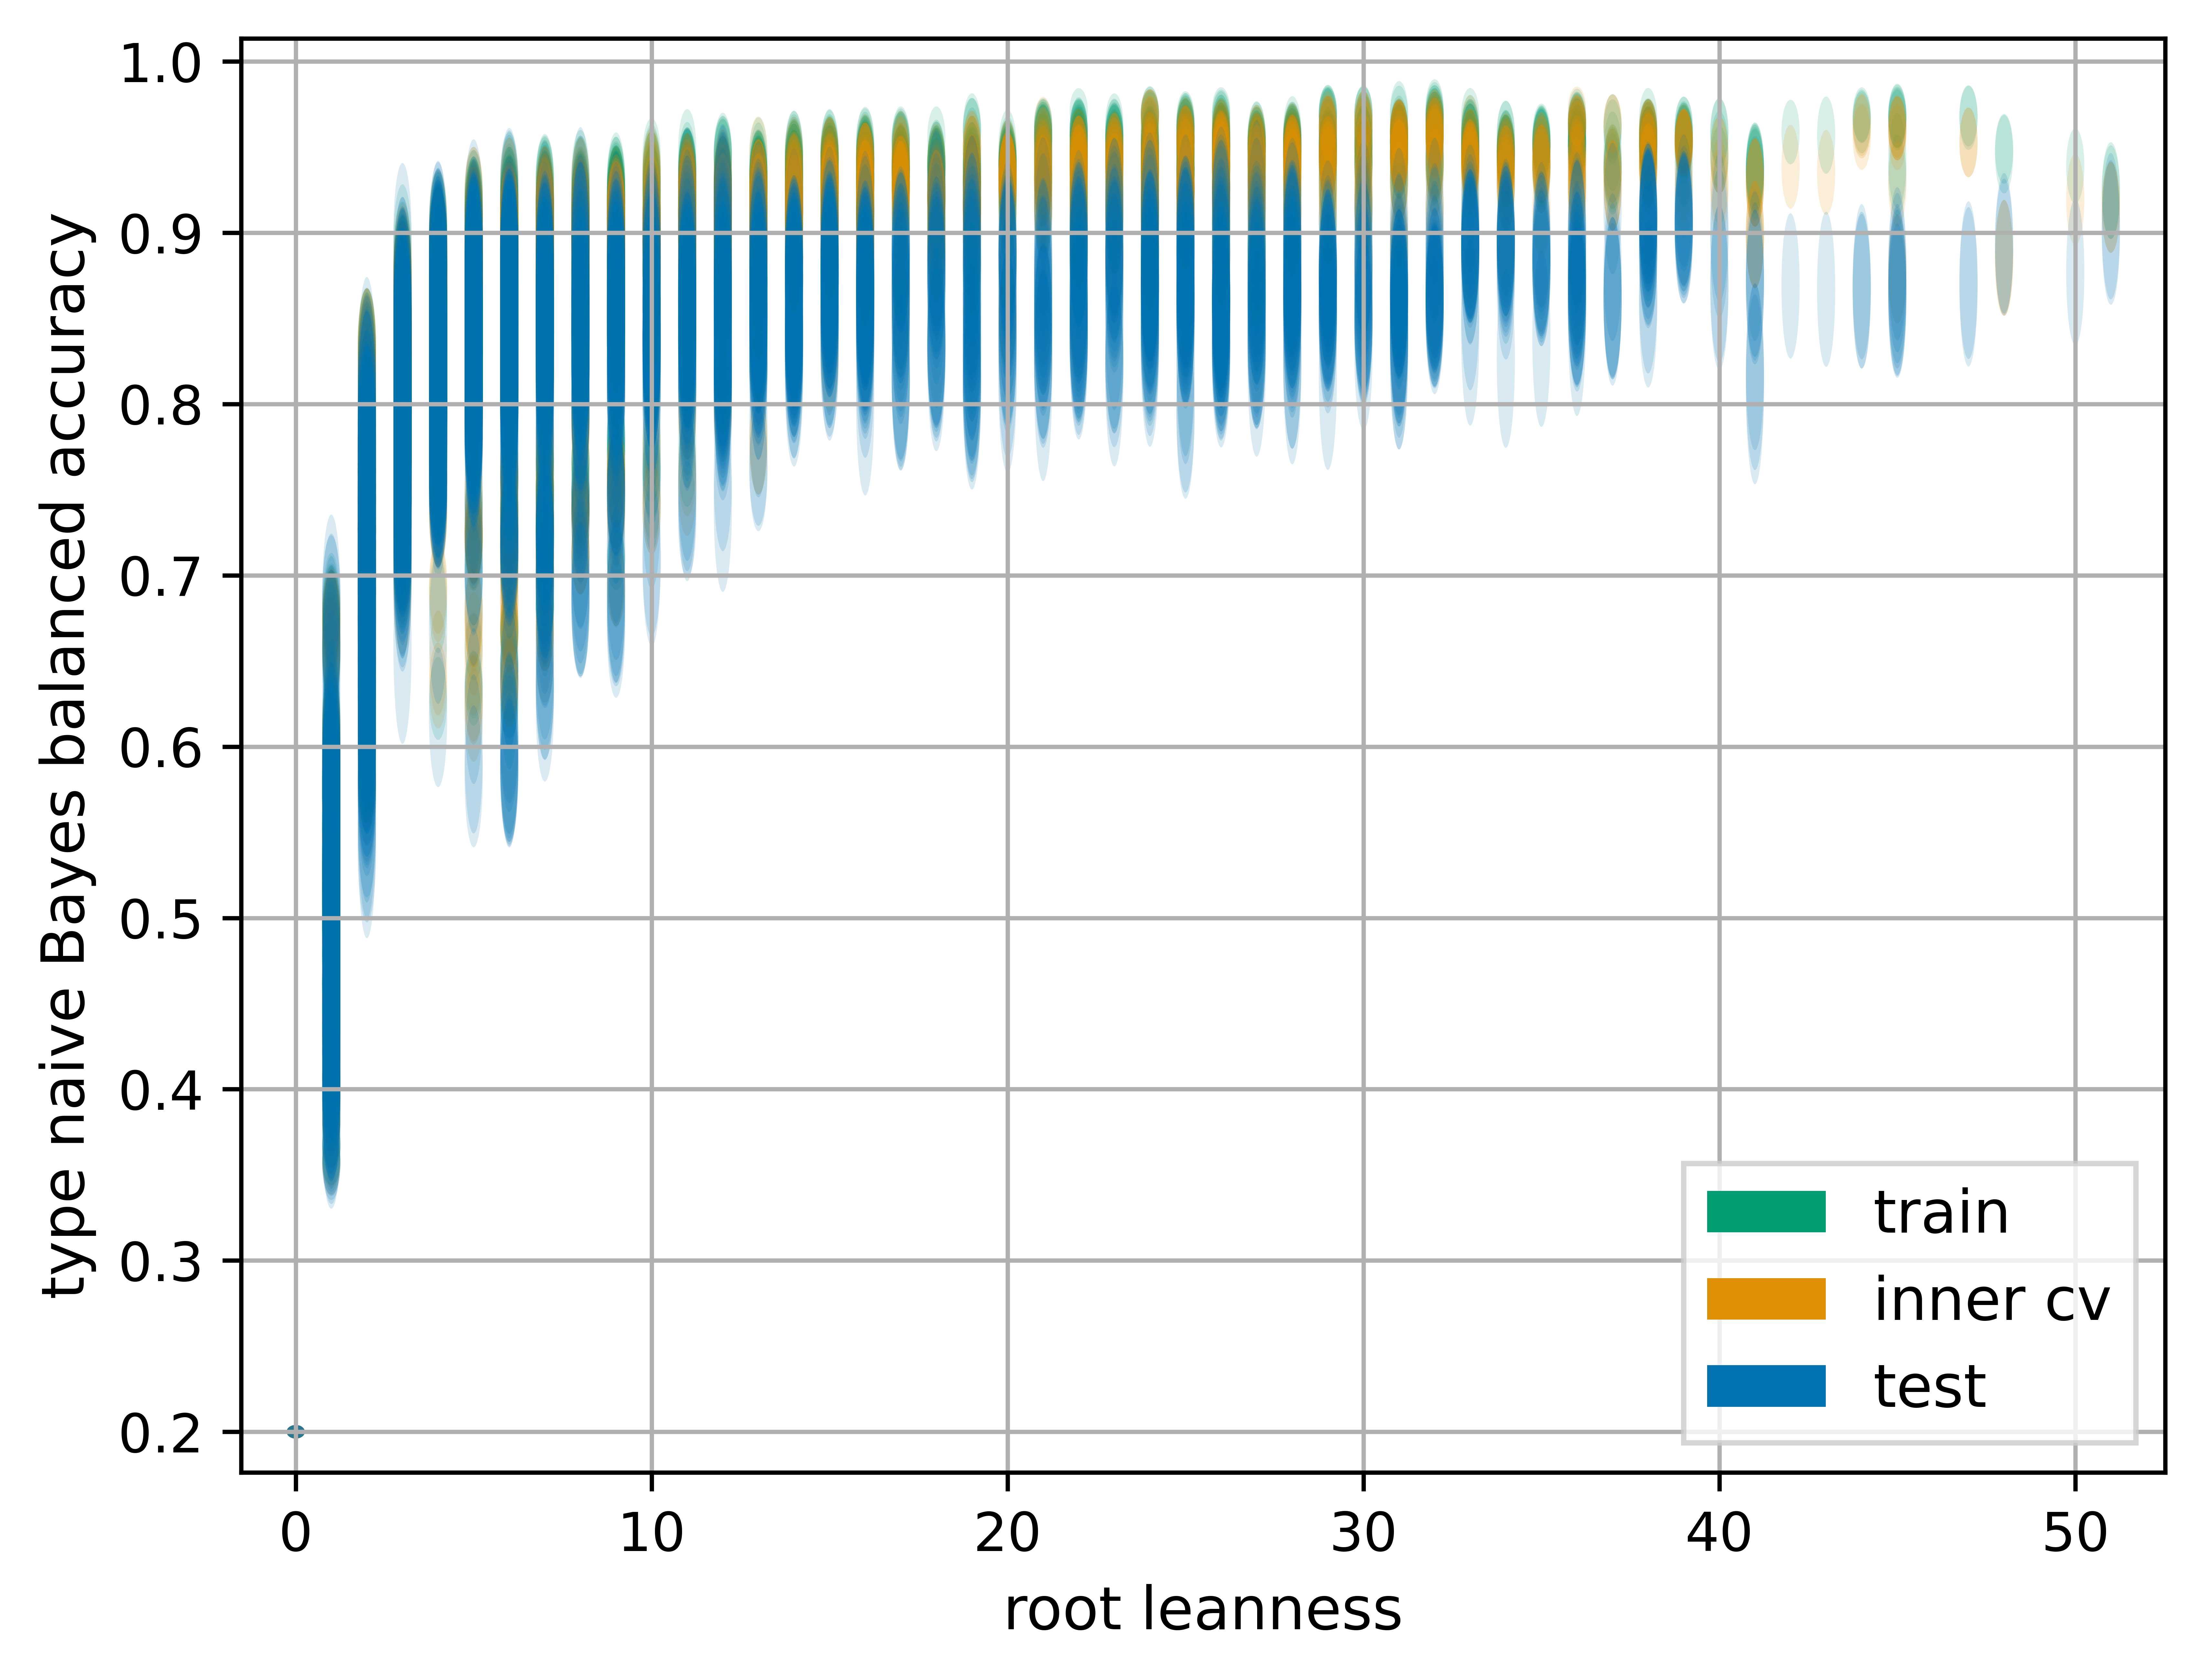 type naive Bayes balanced accuracy
1.0
0.9
0.8
0.7
0.6
0.5
0.4
0.3
0.2
train
inner cv
test
0 10 20 30 40 50
root leanness